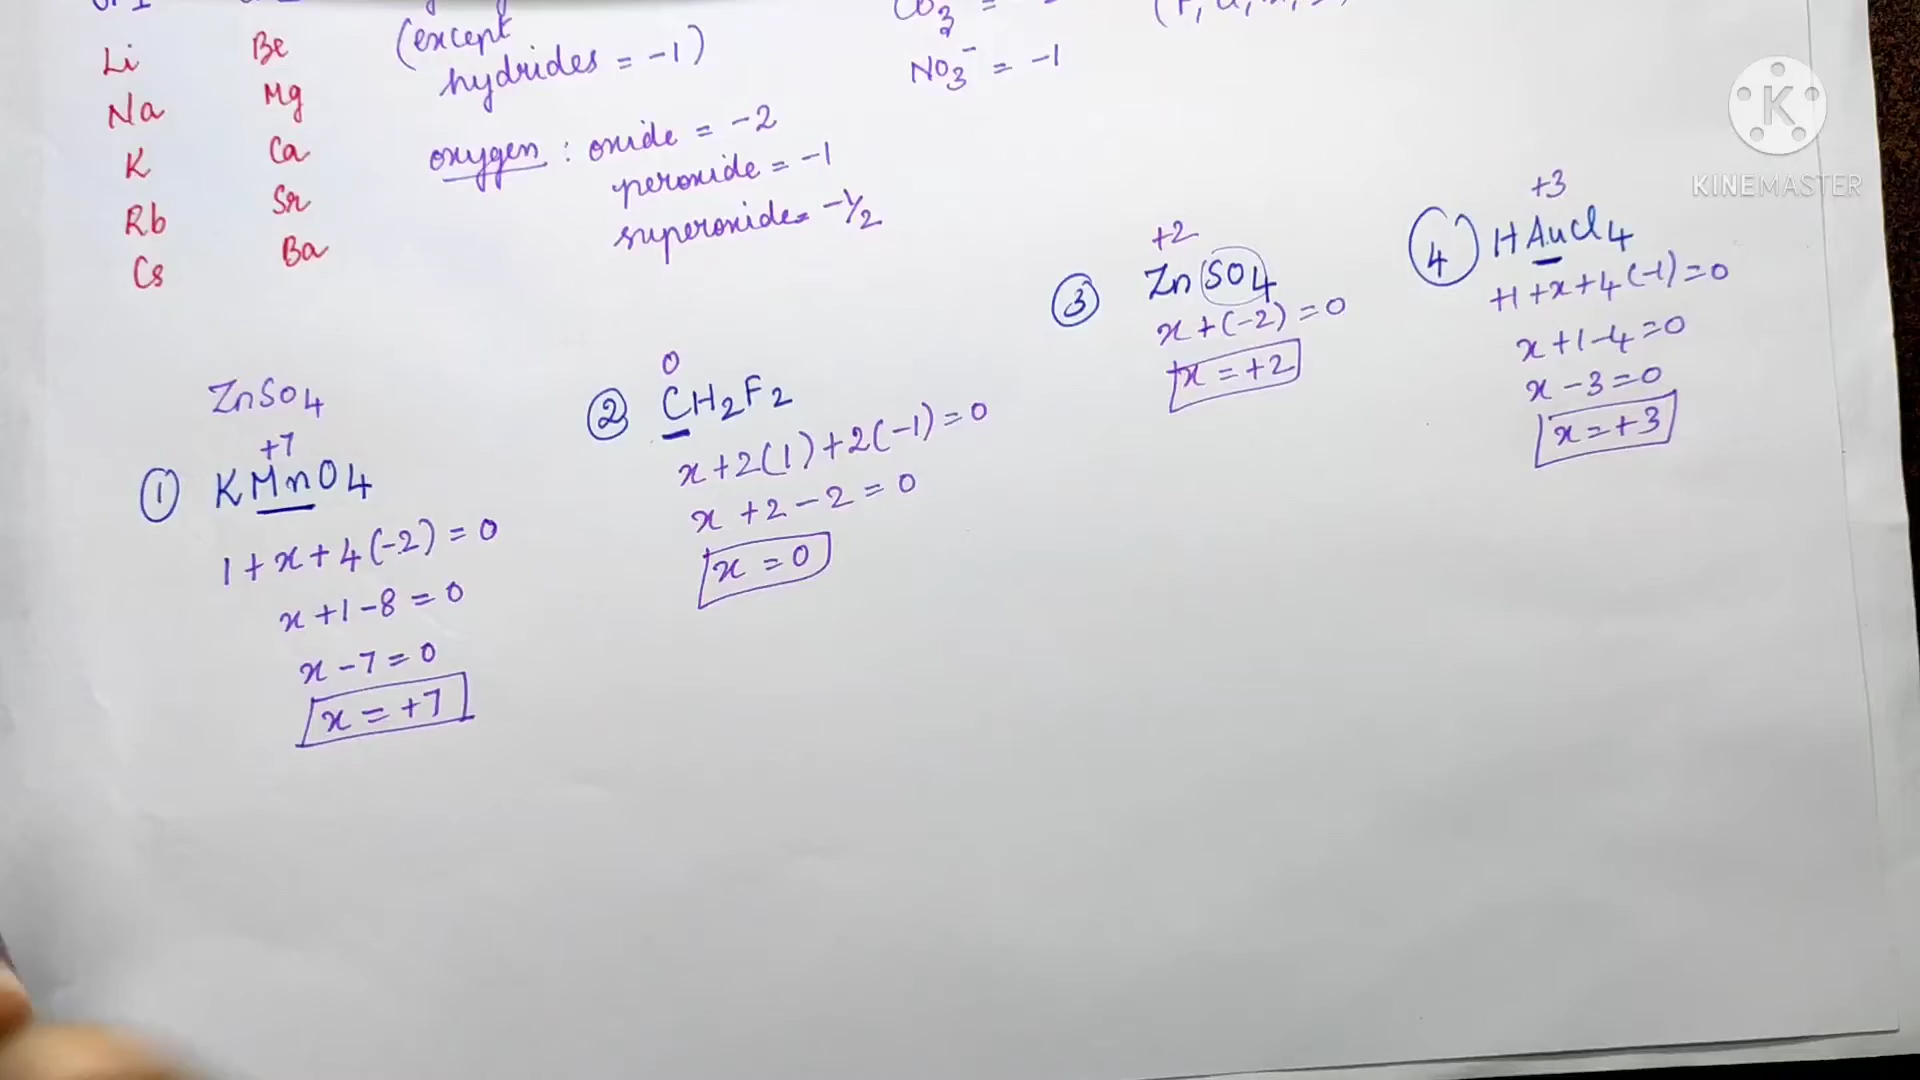 Li Be (except
hydrides = -1)
Na Mg
K Ca
Rb Sr
Cs Ba
oxygen : oxide = -2
peroxide = -1
superoxide = -1/2
CO3 =
NO3⁻ = -1
K
KINEMASTER
ZnSO4
+7
① KMnO4
1+x+4(-2) = 0
x+1-8 = 0
x-7 = 0
x = +7
0
② CH2F2
x+2(1)+2(-1) = 0
x+2-2 = 0
x = 0
+2
③ ZnSO4
x+(-2) = 0
x = +2
+3
④ HAuCl4
+1+x+4(-1)=0
x+1-4=0
x-3=0
x=+3